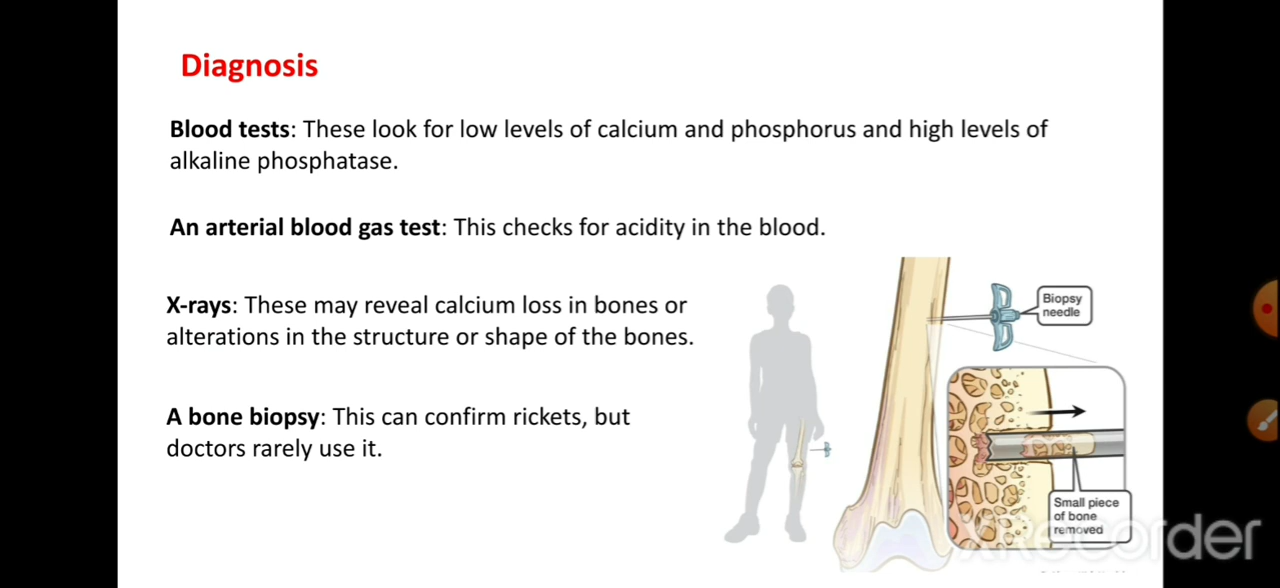 Diagnosis
Blood tests: These look for low levels of calcium and phosphorus and high levels of
alkaline phosphatase.
An arterial blood gas test: This checks for acidity in the blood.
X-rays: These may reveal calcium loss in bones or
alterations in the structure or shape of the bones.
A bone biopsy: This can confirm rickets, but
doctors rarely use it.
Biopsy
needle
Small piece
of bone
removed
XRecorder